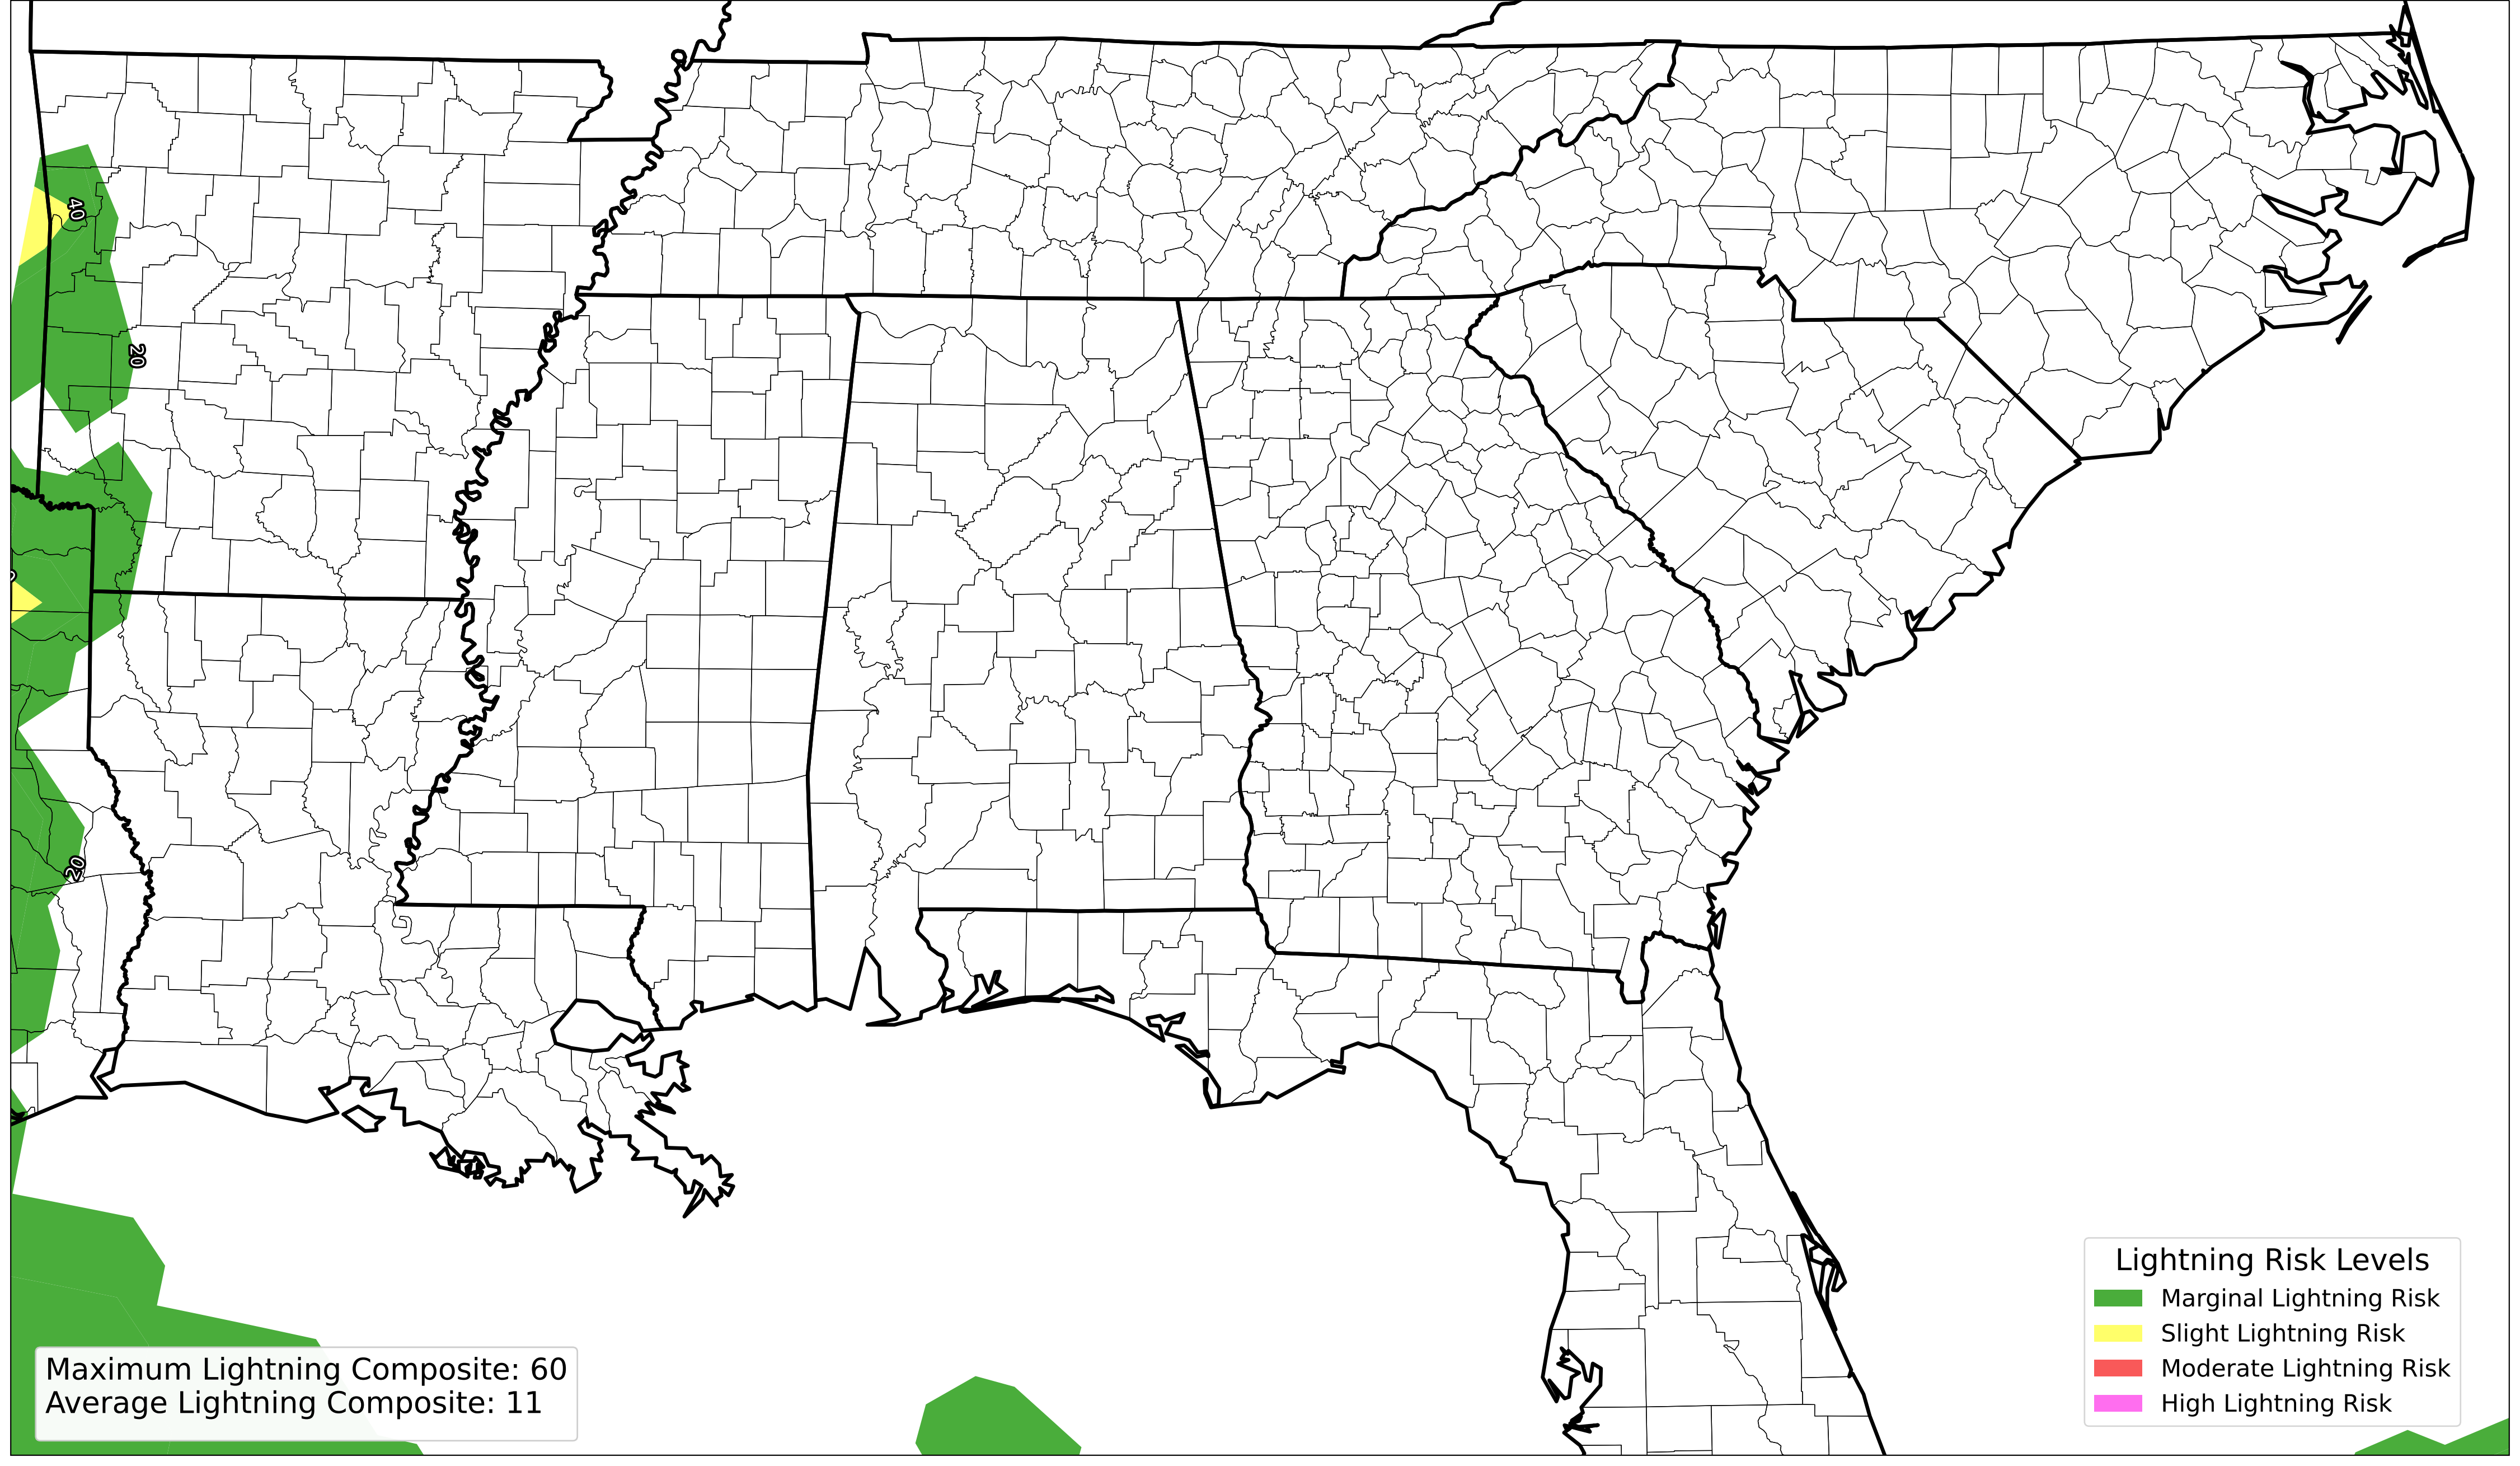 40
20
20
Maximum Lightning Composite: 60
Average Lightning Composite: 11
Lightning Risk Levels
Marginal Lightning Risk
Slight Lightning Risk
Moderate Lightning Risk
High Lightning Risk